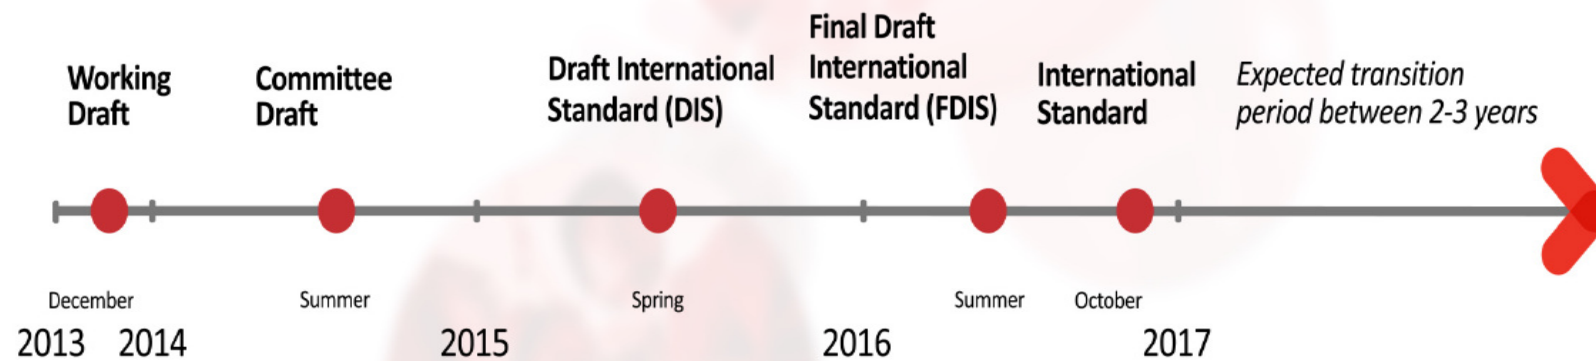 Working
Draft
Committee
Draft
Draft International
Standard (DIS)
Final Draft
International
Standard (FDIS)
International
Standard
Expected transition
period between 2-3 years
December
Summer
Spring
Summer
October
2013
2014
2015
2016
2017